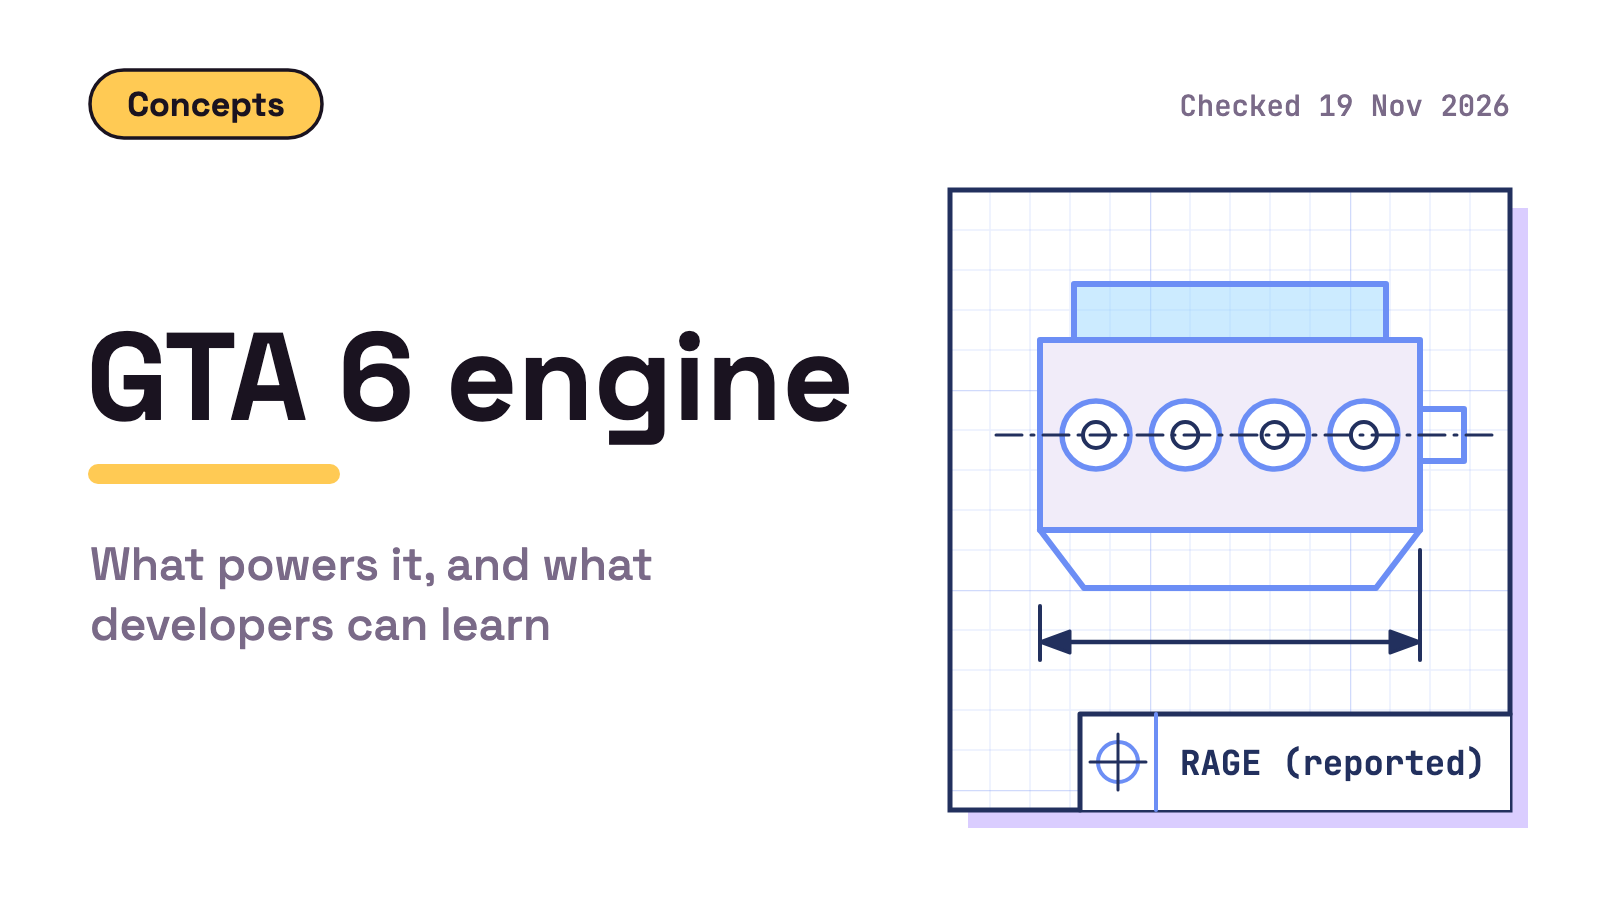 Concepts
Checked 19 Nov 2026
GTA 6 engine
What powers it, and what
developers can learn
RAGE (reported)